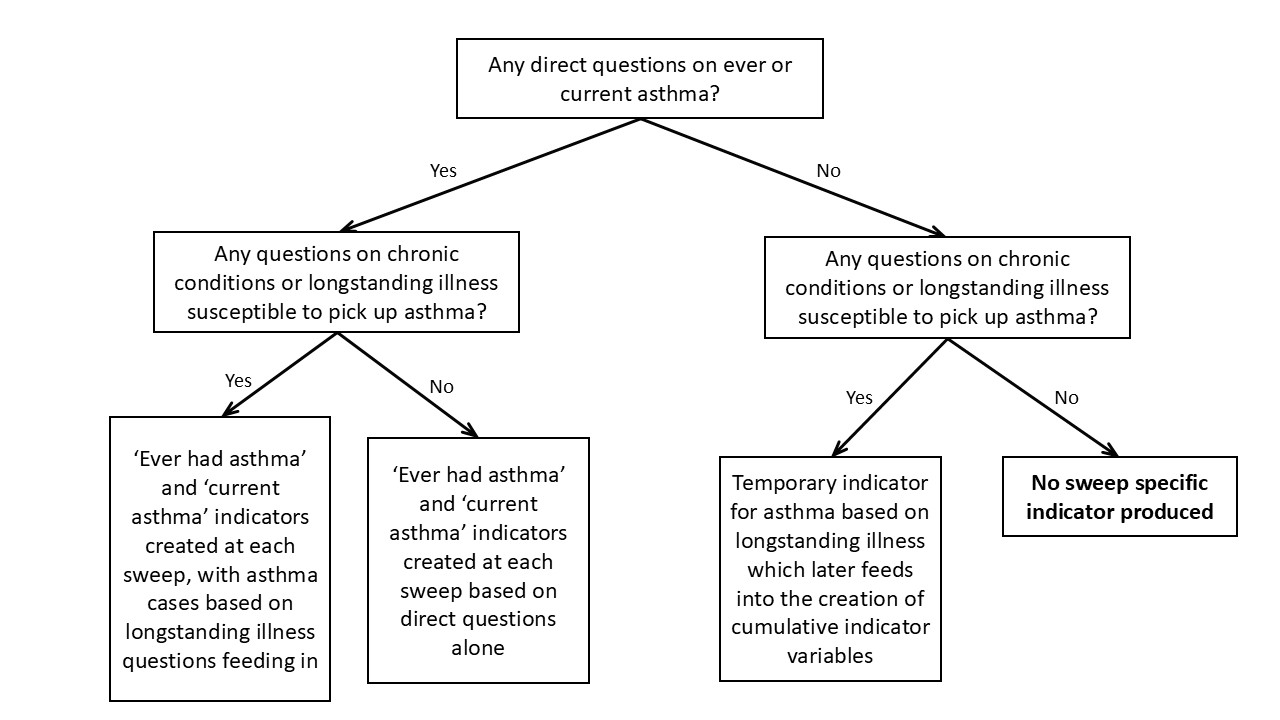 Any direct questions on ever or
current asthma?
Yes
No
Any questions on chronic
conditions or longstanding illness
susceptible to pick up asthma?
Any questions on chronic
conditions or longstanding illness
susceptible to pick up asthma?
Yes
No
Yes
No
‘Ever had asthma’
and ‘current
asthma’ indicators
created at each
sweep, with asthma
cases based on
longstanding illness
questions feeding in
‘Ever had asthma’
and ‘current
asthma’ indicators
created at each
sweep based on
direct questions
alone
Temporary indicator
for asthma based on
longstanding illness
which later feeds
into the creation of
cumulative indicator
variables
No sweep specific
indicator produced